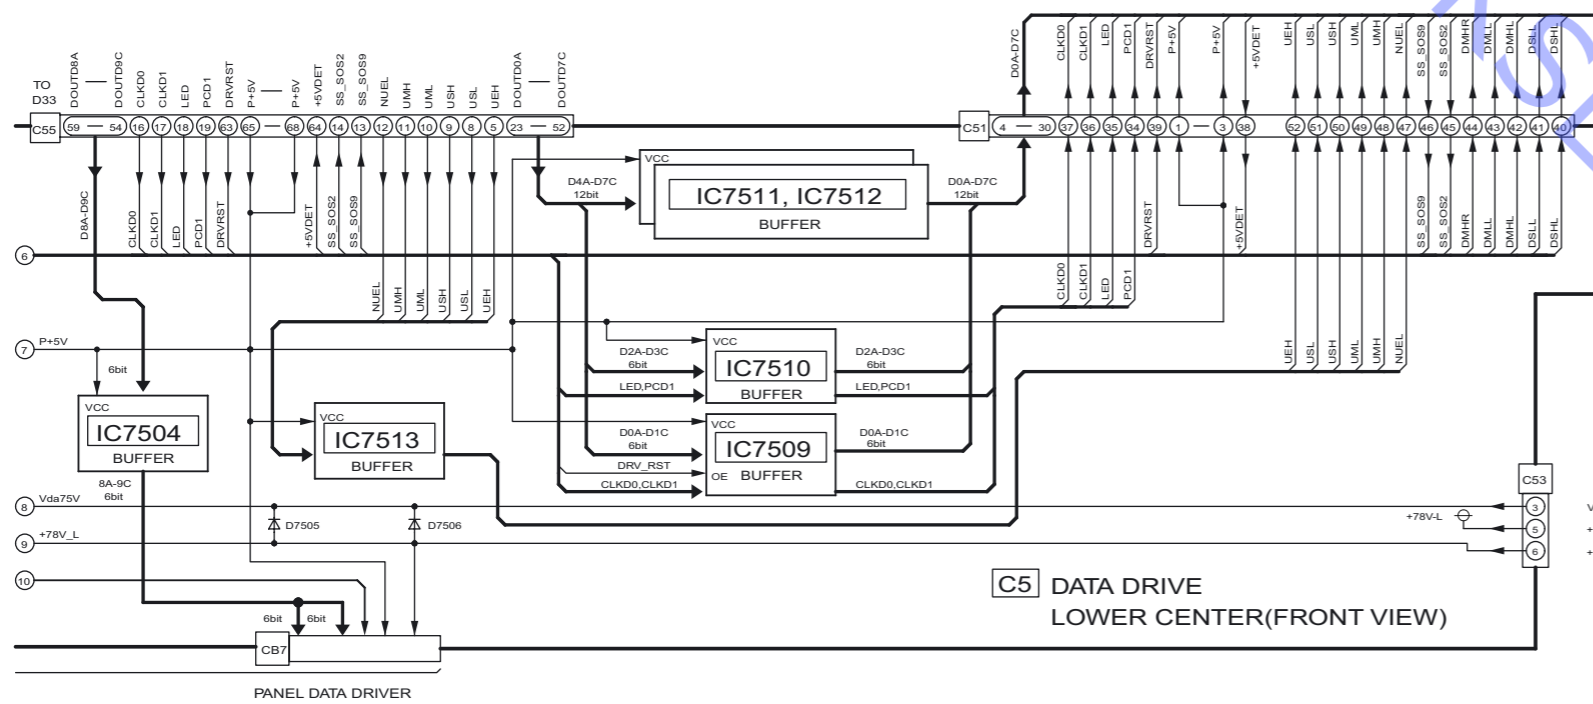 TO
D33
C55
DOUTD8A
DOUTD9C
CLKD0
CLKD1
LED
PCD1
DRVRST
P+5V
P+5V
+5VDET
SS_SOS2
SS_SOS9
NUEL
UMH
UML
USH
USL
UEH
DOUTD0A
DOUTD7C
59 — 54 16 17 18 19 63 65 — 68 64 14 13 12 11 10 9 8 5 23 — 52
D0A-D7C
CLKD0
CLKD1
LED
PCD1
DRVRST
P+5V
P+5V
+5VDET
UEH
USL
USH
UML
UMH
NUEL
SS_SOS9
SS_SOS2
DMHR
DMLL
DMHL
DSLL
DSHL
C51
4 — 30 37 36 35 34 39 1 — 3 38 52 51 50 49 48 47 46 45 44 43 42 41 40
D8A-D9C
CLKD0
CLKD1
LED
PCD1
DRVRST
+5VDET
SS_SOS2
SS_SOS9
D4A-D7C
12bit
VCC
IC7511, IC7512
BUFFER
D0A-D7C
12bit
DRVRST
+5VDET
SS_SOS9
SS_SOS2
DMHR
DMLL
DMHL
DSLL
DSHL
6
NUEL
UMH
UML
USH
USL
UEH
CLKD0
CLKD1
LED
PCD1
UEH
USL
USH
UML
UMH
NUEL
7 P+5V
6bit
VCC
IC7504
BUFFER
8A-9C
6bit
VCC
IC7513
BUFFER
D2A-D3C
6bit
LED,PCD1
VCC
IC7510
BUFFER
D2A-D3C
6bit
LED,PCD1
D0A-D1C
6bit
DRV_RST
CLKD0,CLKD1
VCC
IC7509
OE BUFFER
D0A-D1C
6bit
CLKD0,CLKD1
8 Vda75V
D7505
D7506
9 +78V_L
10
+78V-L
C53
3
5
6
V
+
+
C5 DATA DRIVE
LOWER CENTER(FRONT VIEW)
6bit 6bit
CB7
PANEL DATA DRIVER